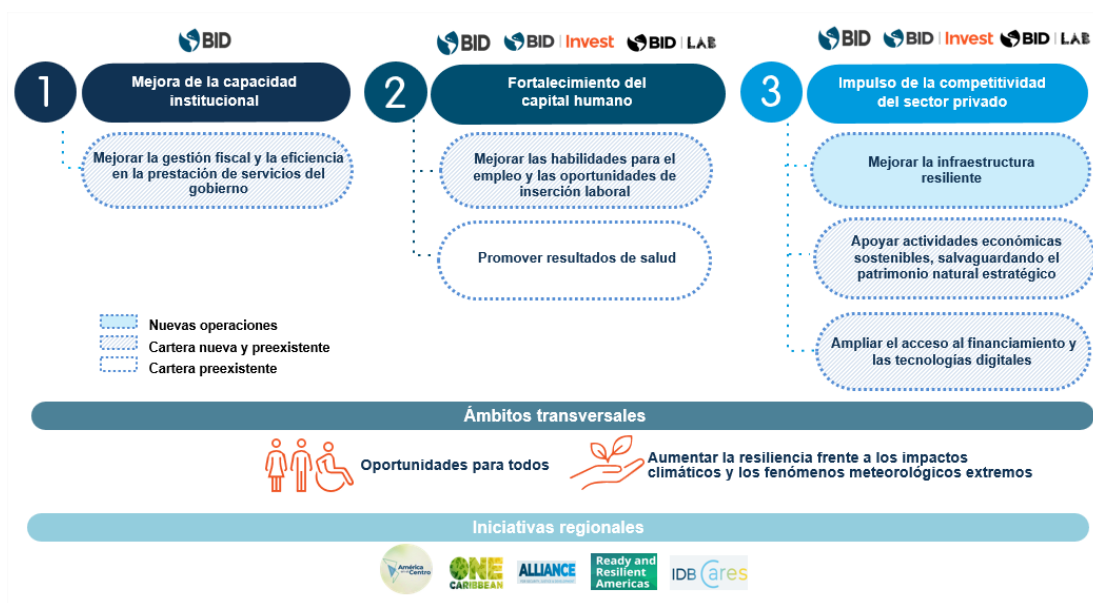 BID
BID BID | Invest BID | LAB
BID BID | Invest BID | LAB
1
Mejora de la capacidad
institucional
2
Fortalecimiento del
capital humano
3
Impulso de la competitividad
del sector privado
Mejorar la gestión fiscal y la eficiencia
en la prestación de servicios del
gobierno
Mejorar las habilidades para el
empleo y las oportunidades de
inserción laboral
Promover resultados de salud
Mejorar la infraestructura
resiliente
Apoyar actividades económicas
sostenibles, salvaguardando el
patrimonio natural estratégico
Ampliar el acceso al financiamiento y
las tecnologías digitales
Nuevas operaciones
Cartera nueva y preexistente
Cartera preexistente
Ámbitos transversales
Oportunidades para todos
Aumentar la resiliencia frente a los impactos
climáticos y los fenómenos meteorológicos extremos
Iniciativas regionales
América
Centro
ONE
CARIBBEAN
ALLIANCE
Ready and
Resilient
Americas
IDB Cares